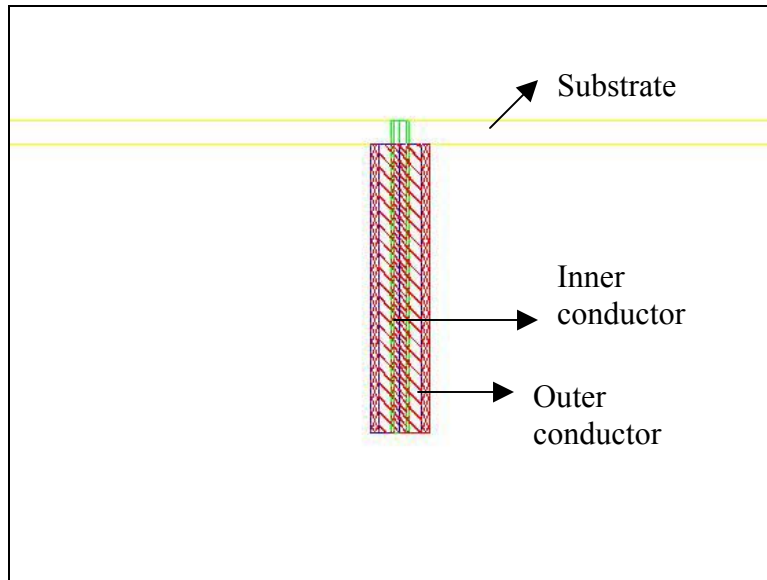 Substrate
Inner
conductor
Outer
conductor